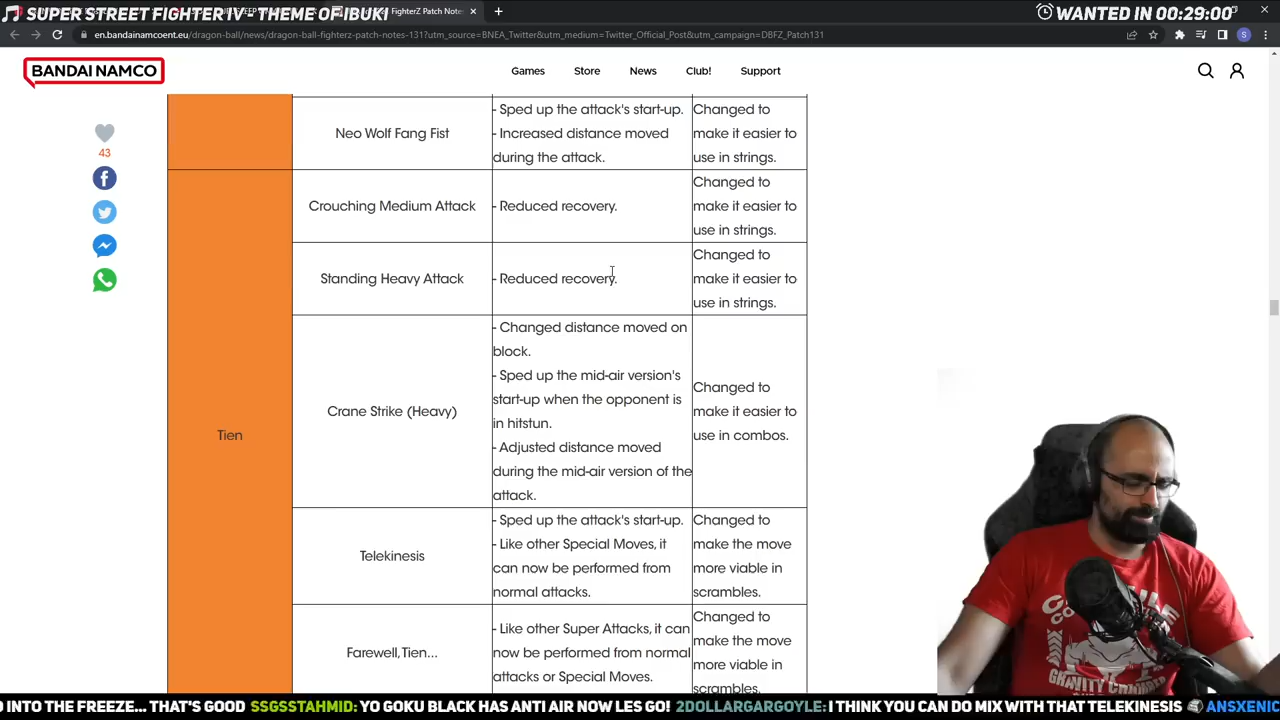 SUPER STREET FIGHTER IV - THEME OF IBUKI
FighterZ Patch Note
WANTED IN 00:29:00
en.bandainamcoent.eu/dragon-ball/news/dragon-ball-fighterz-patch-notes-131?utm_source=BNEA_Twitter&utm_medium=Twitter_Official_Post&utm_campaign=DBFZ_Patch131
BANDAI NAMCO
Games
Store
News
Club!
Support
43
Neo Wolf Fang Fist
- Sped up the attack's start-up.
- Increased distance moved
during the attack.
Changed to
make it easier to
use in strings.
Tien
Crouching Medium Attack
- Reduced recovery.
Changed to
make it easier to
use in strings.
Standing Heavy Attack
- Reduced recovery.
Changed to
make it easier to
use in strings.
Crane Strike (Heavy)
- Changed distance moved on
block.
- Sped up the mid-air version's
start-up when the opponent is
in hitstun.
- Adjusted distance moved
during the mid-air version of the
attack.
Changed to
make it easier to
use in combos.
Telekinesis
- Sped up the attack's start-up.
- Like other Special Moves, it
can now be performed from
normal attacks.
Changed to
make the move
more viable in
scrambles.
Farewell, Tien...
- Like other Super Attacks, it can
now be performed from normal
attacks or Special Moves.
Changed to
make the move
more viable in
scrambles.
D INTO THE FREEZE... THAT'S GOOD SSGSSTAHMID: YO GOKU BLACK HAS ANTI AIR NOW LES GO! 2DOLLARGARGOYLE: I THINK YOU CAN DO MIX WITH THAT TELEKINESIS ANSXENIC